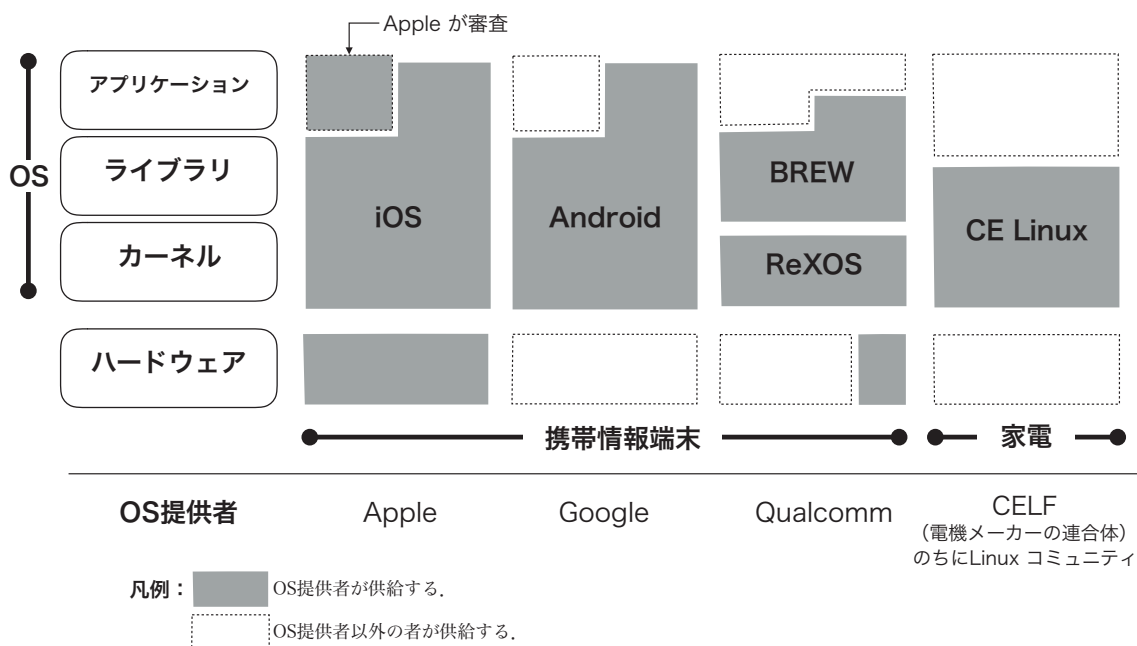 Apple が審査
アプリケーション
ライブラリ
OS
カーネル
ハードウェア
iOS
Android
BREW
ReXOS
CE Linux
携帯情報端末
家電
OS提供者
Apple
Google
Qualcomm
CELF
（電機メーカーの連合体）
のちにLinux コミュニティ
凡例：
OS提供者が供給する.
OS提供者以外の者が供給する.